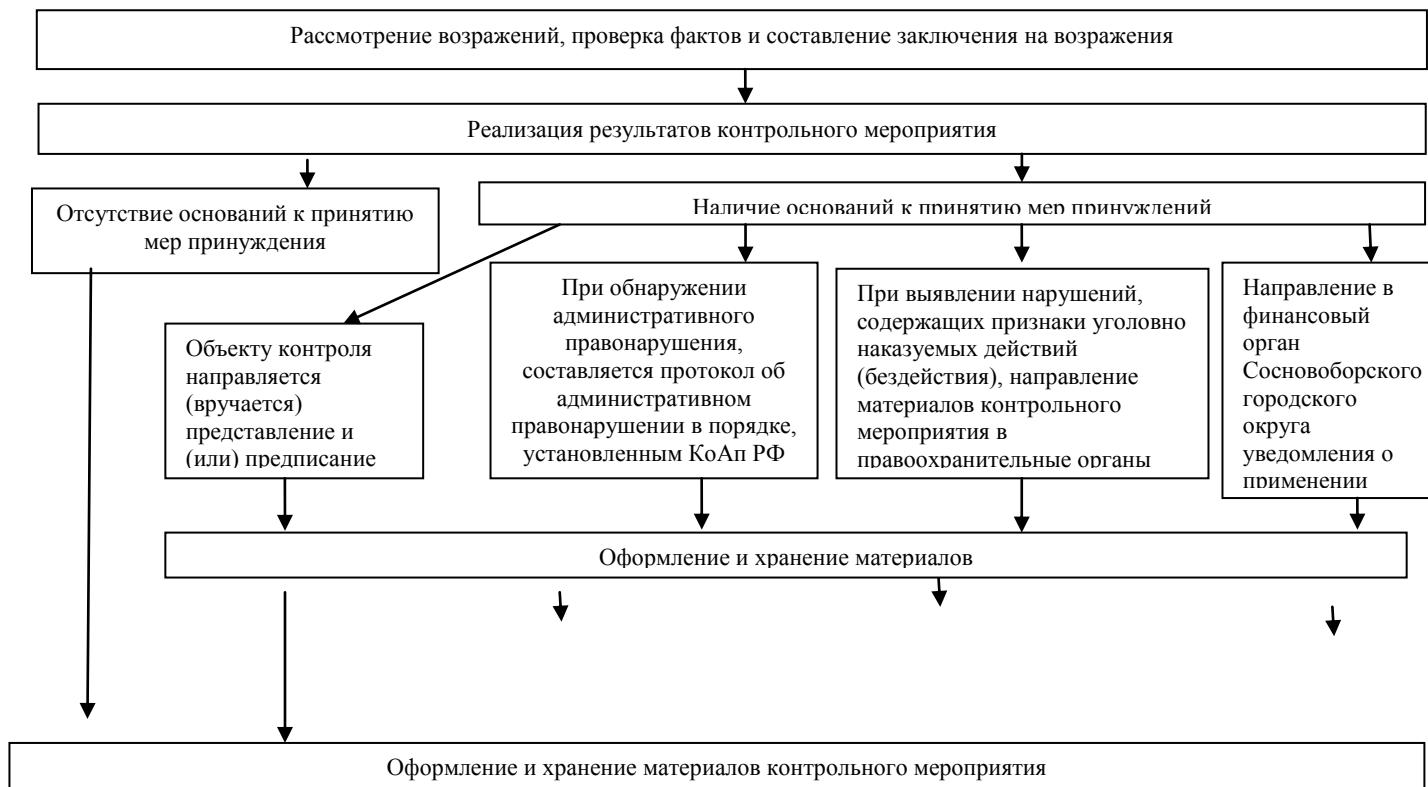 Рассмотрение возражений, проверка фактов и составление заключения на возражения
Реализация результатов контрольного мероприятия
Отсутствие оснований к принятию
мер принуждения
Наличие оснований к принятию мер принуждений
Объекту контроля
направляется
(вручается)
представление и
(или) предписание
При обнаружении
административного
правонарушения,
составляется протокол об
административном
правонарушении в порядке,
установленным КоАп РФ
При выявлении нарушений,
содержащих признаки уголовно
наказуемых действий
(бездействия), направление
материалов контрольного
мероприятия в
правоохранительные органы
Направление в
финансовый
орган
Сосновоборского
городского
округа
уведомления о
применении
Оформление и хранение материалов
Оформление и хранение материалов контрольного мероприятия